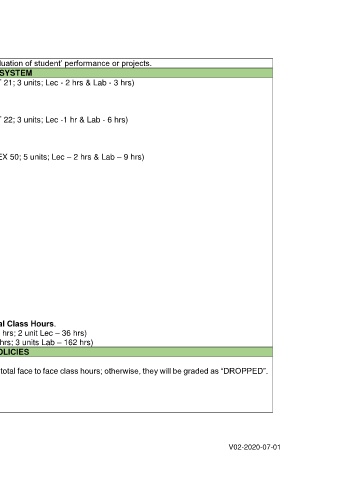 luation of student' performance or projects.
SYSTEM
21; 3 units; Lec - 2 hrs & Lab - 3 hrs)
22; 3 units; Lec -1 hr & Lab - 6 hrs)
EX 50; 5 units; Lec – 2 hrs & Lab – 9 hrs)
al Class Hours.
hrs; 2 unit Lec – 36 hrs)
hrs; 3 units Lab – 162 hrs)
OLICIES
total face to face class hours; otherwise, they will be graded as “DROPPED”.
V02-2020-07-01